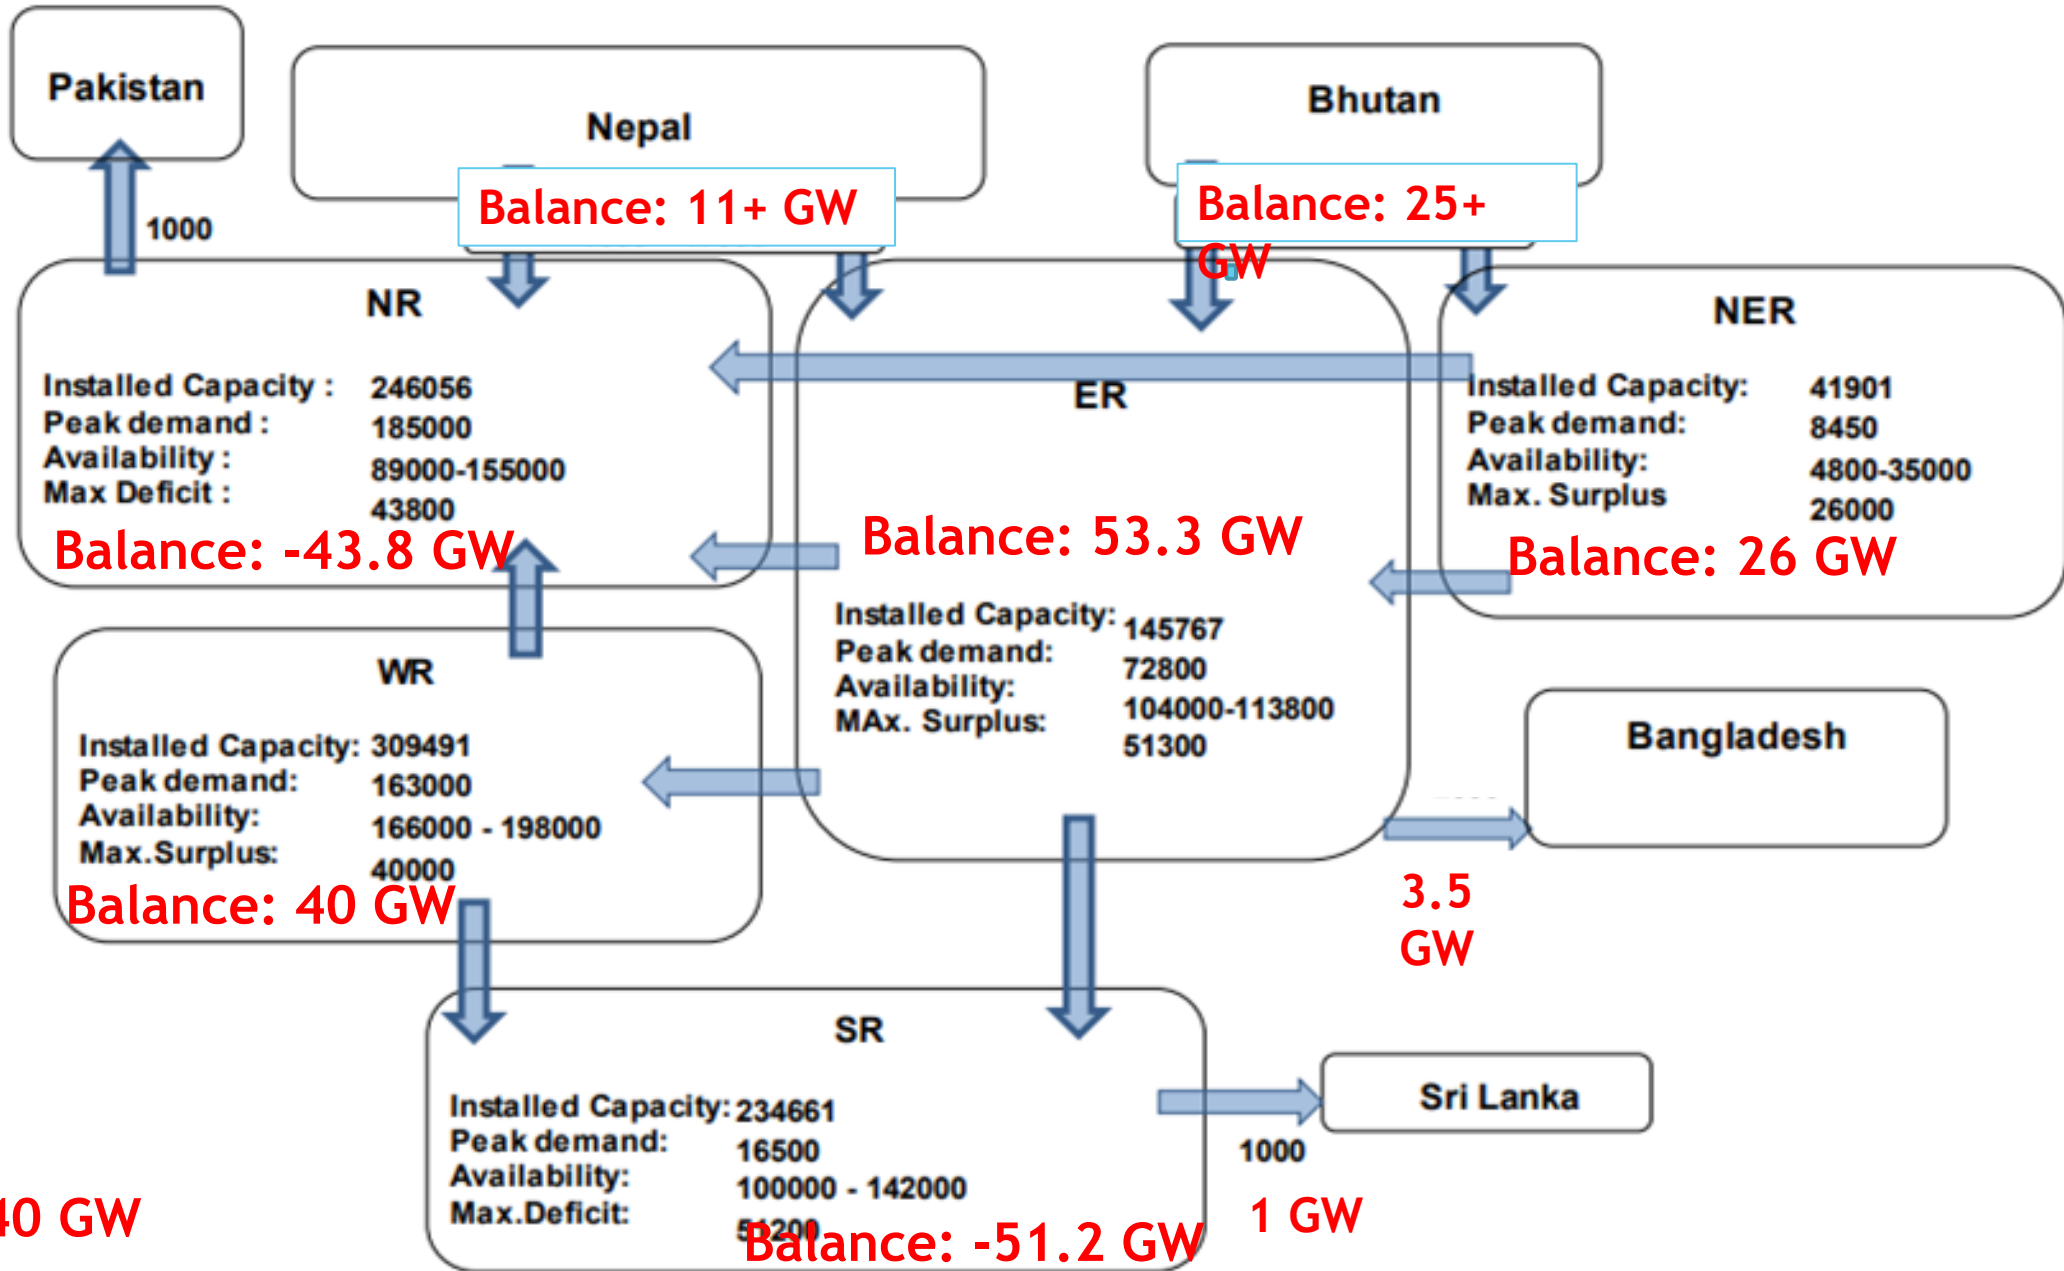 Pakistan
Nepal
Bhutan
Balance: 11+ GW
Balance: 25+
GW
1000
NR
Installed Capacity : 246056
Peak demand : 185000
Availability : 89000-155000
Max Deficit : 43800
Balance: -43.8 GW
ER
Balance: 53.3 GW
Installed Capacity: 145767
Peak demand: 72800
Availability: 104000-113800
MAx. Surplus: 51300
NER
Installed Capacity: 41901
Peak demand: 8450
Availability: 4800-35000
Max. Surplus 26000
Balance: 26 GW
WR
Installed Capacity: 309491
Peak demand: 163000
Availability: 166000 - 198000
Max.Surplus: 40000
Balance: 40 GW
Bangladesh
3.5
GW
SR
Installed Capacity: 234661
Peak demand: 16500
Availability: 100000 - 142000
Max.Deficit: 51200
Balance: -51.2 GW
Sri Lanka
1000
1 GW
40 GW